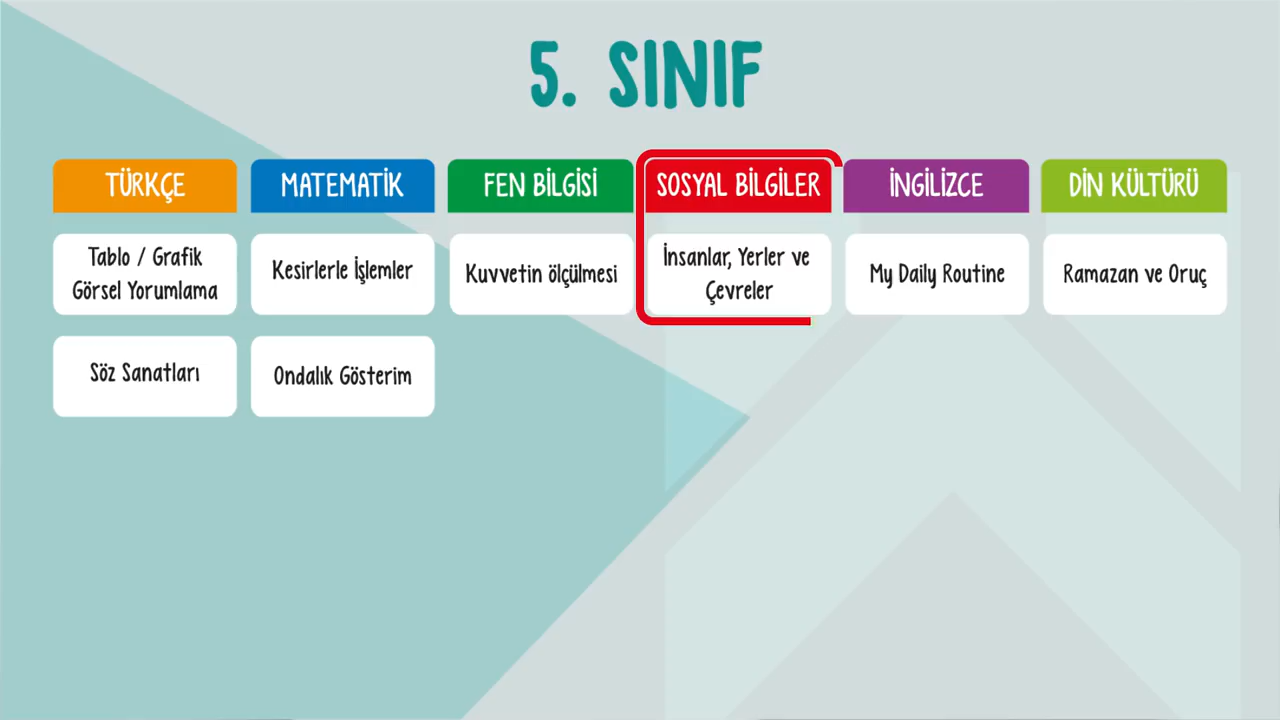 5. SINIF
TÜRKÇE
MATEMATİK
FEN BİLGİSİ
SOSYAL BİLGİLER
İNGİLİZCE
DİN KÜLTÜRÜ
Tablo / Grafik
Görsel Yorumlama
Kesirlerle İşlemler
Kuvvetin ölçülmesi
İnsanlar, Yerler ve
Çevreler
My Daily Routine
Ramazan ve Oruç
Söz Sanatları
Ondalık Gösterim